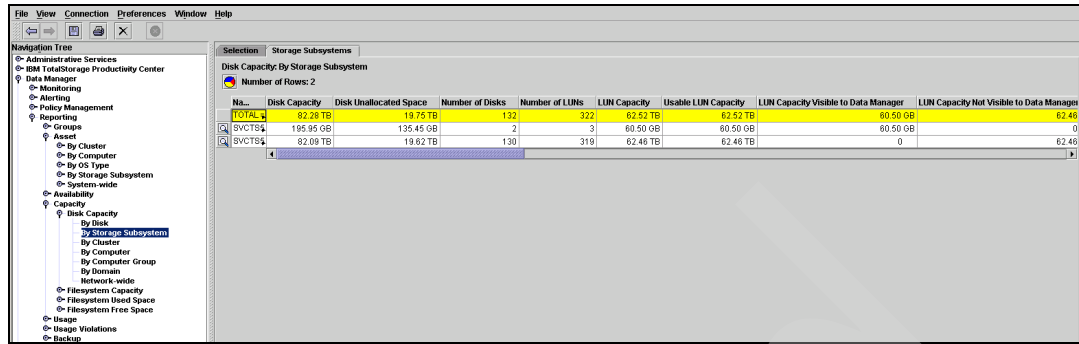 File View Connection Preferences Window Help
Navigation Tree
Administrative Services
IBM TotalStorage Productivity Center
Data Manager
Monitoring
Alerting
Policy Management
Reporting
Groups
Asset
By Cluster
By Computer
By OS Type
By Storage Subsystem
System-wide
Availability
Capacity
Disk Capacity
By Disk
By Storage Subsystem
By Cluster
By Computer
By Computer Group
By Domain
Network-wide
Filesystem Capacity
Filesystem Used Space
Filesystem Free Space
Usage
Usage Violations
Backup
Selection Storage Subsystems
Disk Capacity: By Storage Subsystem
Number of Rows: 2
Na... Disk Capacity Disk Unallocated Space Number of Disks Number of LUNs LUN Capacity Usable LUN Capacity LUN Capacity Visible to Data Manager LUN Capacity Not Visible to Data Manager
TOTAL 82.28 TB 19.75 TB 132 322 62.52 TB 62.52 TB 60.50 GB 62.46
SVCTS 195.95 GB 135.45 GB 2 3 60.50 GB 60.50 GB 60.50 GB 0
SVCTS 82.09 TB 19.62 TB 130 319 62.46 TB 62.46 TB 0 62.46